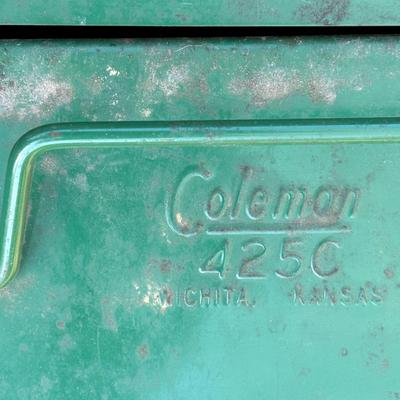 Coleman
425C
WICHITA, KANSAS